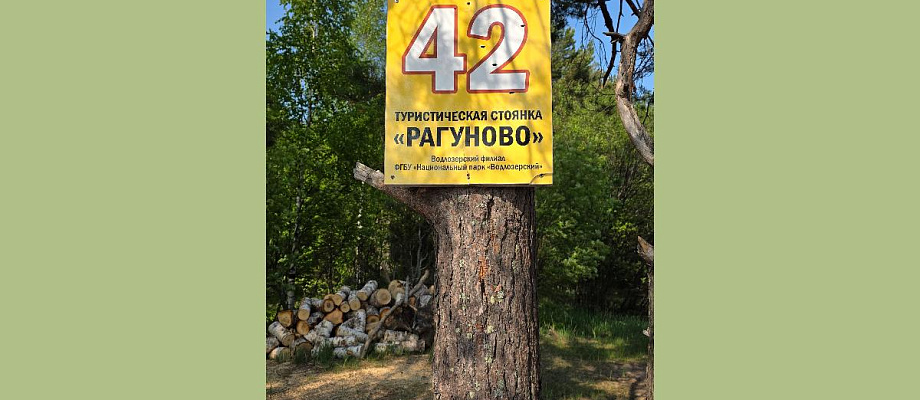 42
ТУРИСТИЧЕСКАЯ СТОЯНКА
«РАГУНОВО»
Водлозерский филиал
ФГБУ «Национальный парк «Водлозерский»